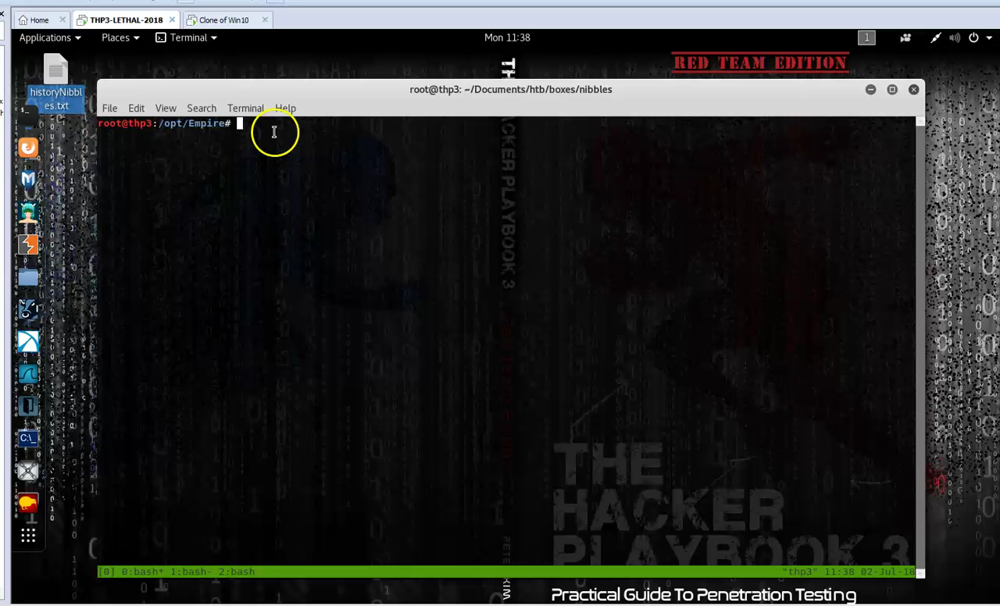 Home
THP3-LETHAL-2018
Clone of Win10
Applications
Places
Terminal
Mon 11:38
1
RED TEAM EDITION
historyNibbl
es.txt
root@thp3: ~/Documents/htb/boxes/nibbles
File Edit View Search Terminal Help
root@thp3:/opt/Empire#
HACKER PLAYBOOK 3
THE
HACKER
PLAYBOOK 3
[0] 0:bash* 1:bash- 2:bash
"thp3" 11:38 02-Jul-18
Practical Guide To Penetration Testing